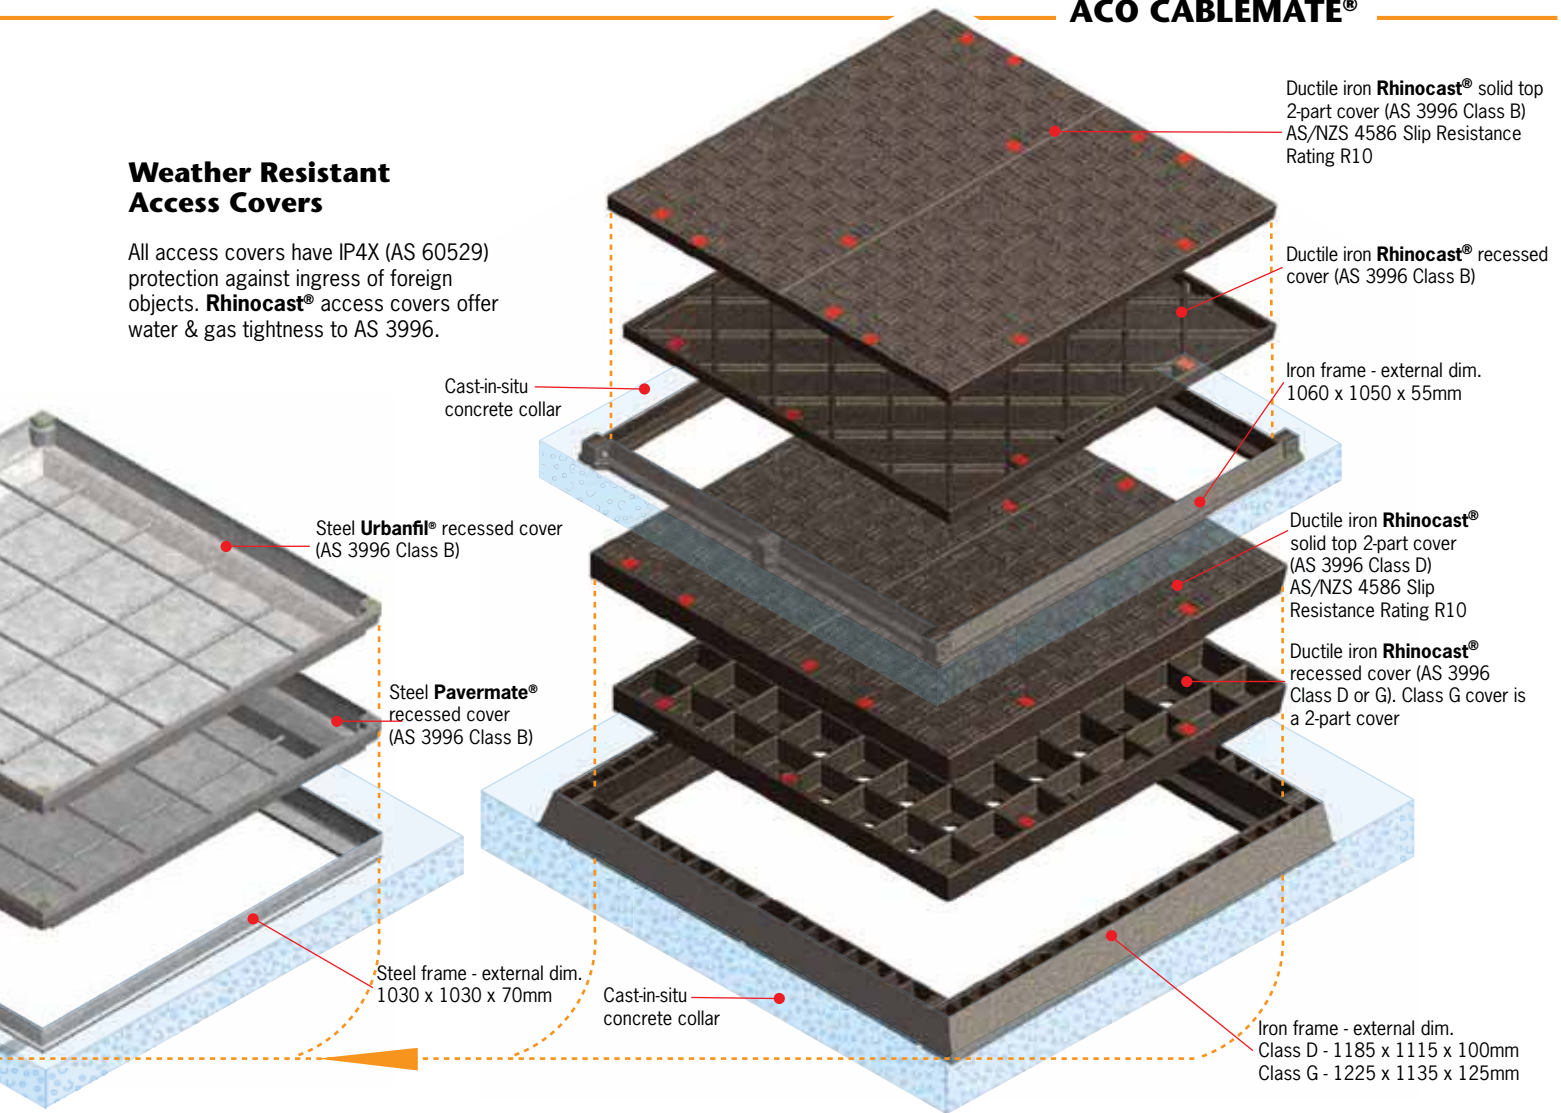 ACO CABLEMATE®
Weather Resistant
Access Covers
All access covers have IP4X (AS 60529)
protection against ingress of foreign
objects. Rhinocast® access covers offer
water & gas tightness to AS 3996.
Ductile iron Rhinocast® solid top
2-part cover (AS 3996 Class B)
AS/NZS 4586 Slip Resistance
Rating R10
Ductile iron Rhinocast® recessed
cover (AS 3996 Class B)
Cast-in-situ
concrete collar
Iron frame - external dim.
1060 x 1050 x 55mm
Steel Urbanfil® recessed cover
(AS 3996 Class B)
Ductile iron Rhinocast®
solid top 2-part cover
(AS 3996 Class D)
AS/NZS 4586 Slip
Resistance Rating R10
Ductile iron Rhinocast®
recessed cover (AS 3996
Class D or G). Class G cover is
a 2-part cover
Steel Pavermate®
recessed cover
(AS 3996 Class B)
Steel frame - external dim.
1030 x 1030 x 70mm
Cast-in-situ
concrete collar
Iron frame - external dim.
Class D - 1185 x 1115 x 100mm
Class G - 1225 x 1135 x 125mm